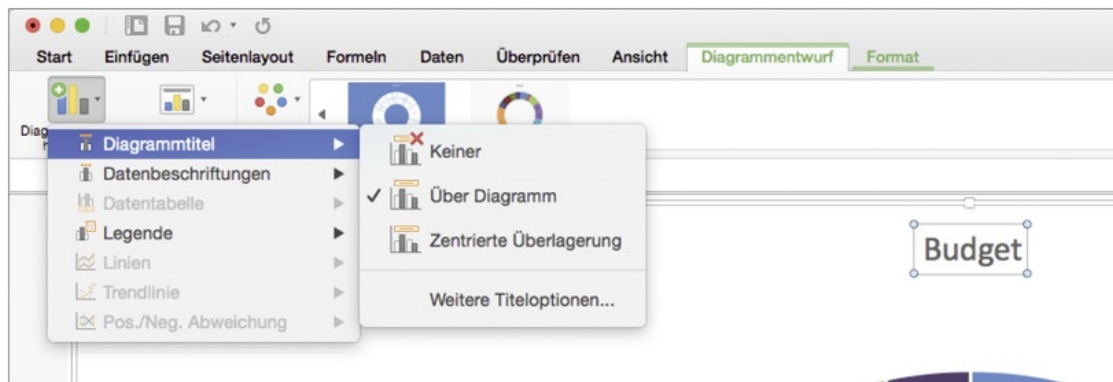 Start Einfügen Seitenlayout Formeln Daten Überprüfen Ansicht Diagrammentwurf Format
Diagrammtitel
Datenbeschriftungen
Datentabelle
Legende
Linien
Trendlinie
Pos./Neg. Abweichung
Keiner
Über Diagramm
Zentrierte Überlagerung
Weitere Titeloptionen...
Budget